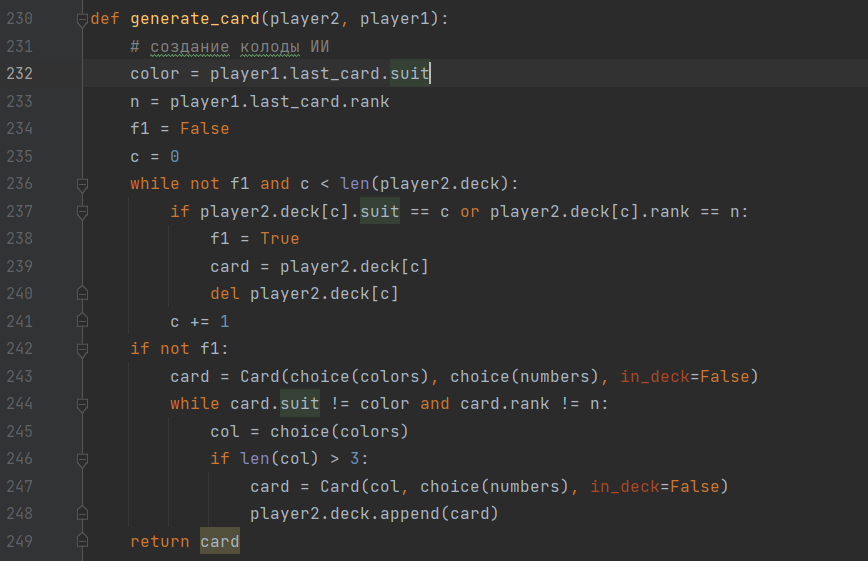 230 def generate_card(player2, player1):
231     # создание колоды ИИ
232     color = player1.last_card.suit
233     n = player1.last_card.rank
234     f1 = False
235     c = 0
236     while not f1 and c < len(player2.deck):
237         if player2.deck[c].suit == c or player2.deck[c].rank == n:
238             f1 = True
239             card = player2.deck[c]
240             del player2.deck[c]
241         c += 1
242     if not f1:
243         card = Card(choice(colors), choice(numbers), in_deck=False)
244         while card.suit != color and card.rank != n:
245             col = choice(colors)
246             if len(col) > 3:
247                 card = Card(col, choice(numbers), in_deck=False)
248                 player2.deck.append(card)
249     return card